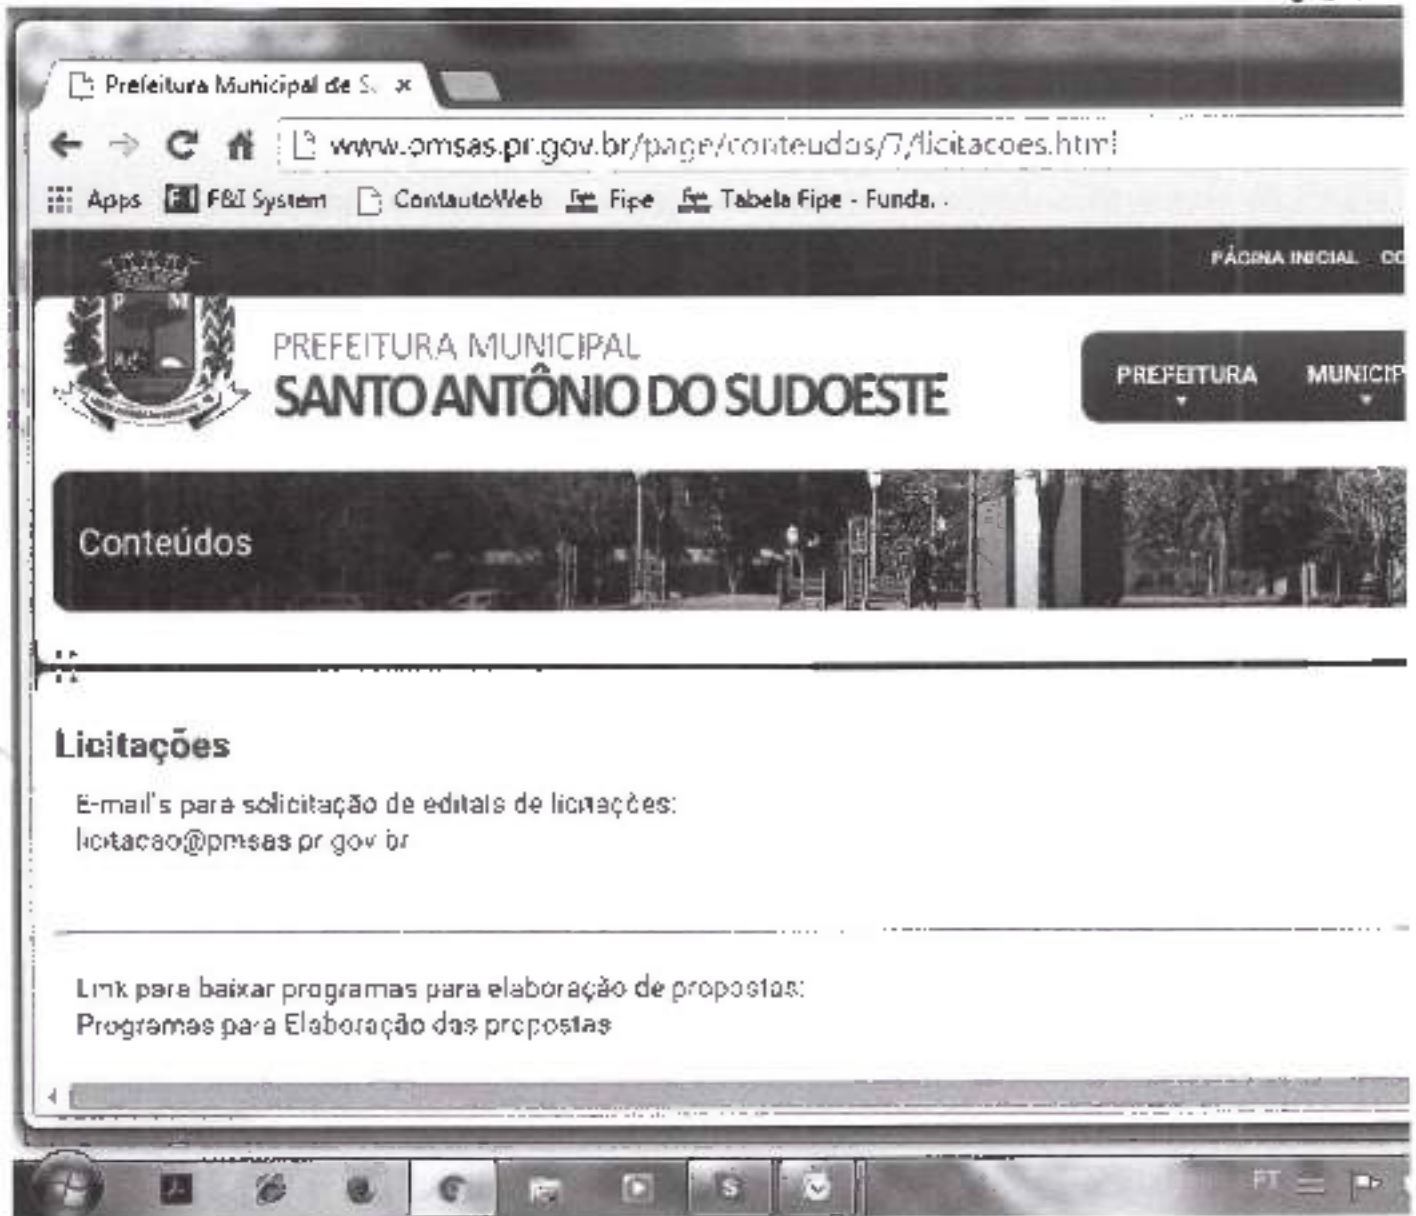 Prefeitura Municipal de S
www.pmsas.pr.gov.br/page/conteudos/7/licitacoes.html
Apps F&I System ContautoWeb Fipe Tabela Fipe - Funda
PÁGINA INICIAL
PREFEITURA MUNICIPAL
SANTO ANTÔNIO DO SUDOESTE
PREFEITURA MUNICIP
Conteúdos
Licitações
E-mail's para solicitação de editais de licitações:
licitacao@pmsas.pr.gov.br
Link para baixar programas para elaboração de propostas:
Programas para Elaboração das propostas
PT